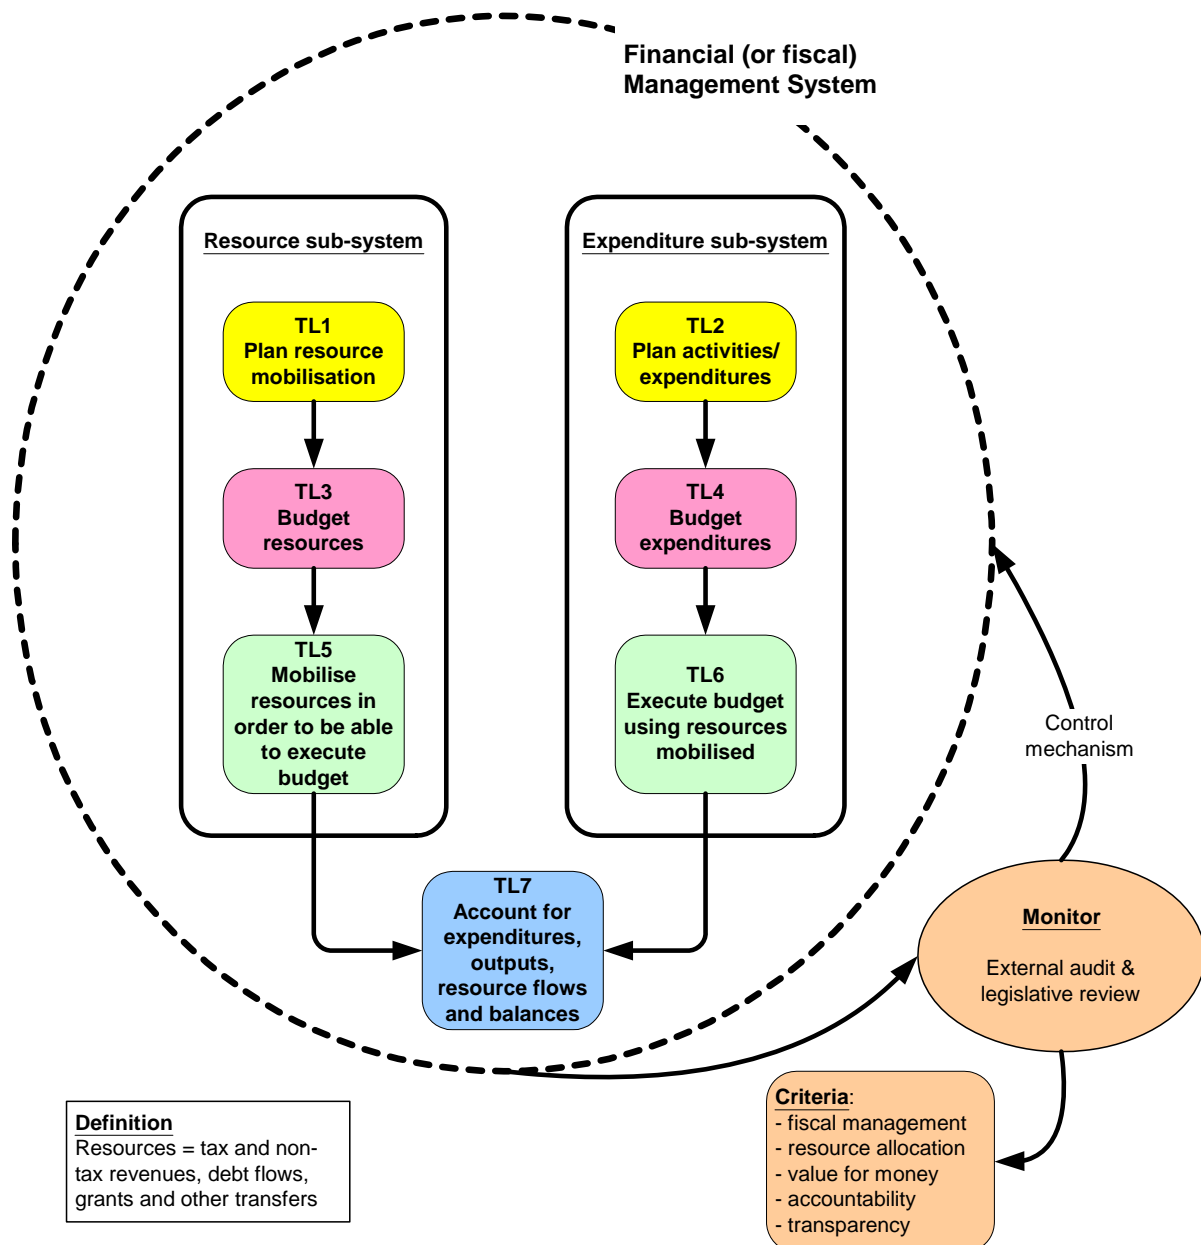 Financial (or fiscal)
Management System
Resource sub-system
Expenditure sub-system
TL1
Plan resource
mobilisation
TL2
Plan activities/
expenditures
TL3
Budget
resources
TL4
Budget
expenditures
TL5
Mobilise
resources in
order to be able
to execute
budget
TL6
Execute budget
using resources
mobilised
Control
mechanism
TL7
Account for
expenditures,
outputs,
resource flows
and balances
Monitor
External audit &
legislative review
Definition
Resources = tax and non-
tax revenues, debt flows,
grants and other transfers
Criteria:
- fiscal management
- resource allocation
- value for money
- accountability
- transparency